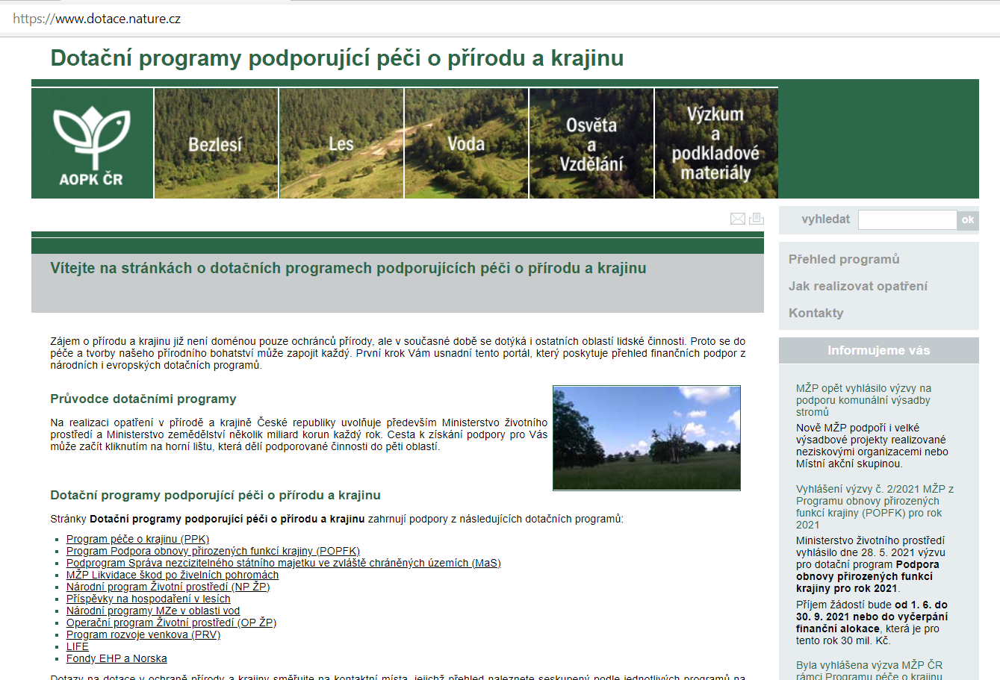 https://www.dotace.nature.cz
Dotační programy podporující péči o přírodu a krajinu
AOPK ČR
Bezlesí
Les
Voda
Osvěta
a
Vzdělání
Výzkum
a
podkladové
materiály
vyhledat
ok
Vítejte na stránkách o dotačních programech podporujících péči o přírodu a krajinu
Zájem o přírodu a krajinu již není doménou pouze ochránců přírody, ale v současné době se dotýká i ostatních oblastí lidské činnosti. Proto se do
péče a tvorby našeho přírodního bohatství může zapojit každý. První krok Vám usnadní tento portál, který poskytuje přehled finančních podpor z
národních i evropských dotačních programů.
Průvodce dotačními programy
Na realizaci opatření v přírodě a krajině České republiky uvolňuje především Ministerstvo životního
prostředí a Ministerstvo zemědělství několik miliard korun každý rok. Cesta k získání podpory pro Vás
může začít kliknutím na horní lištu, která dělí podporované činnosti do pěti oblastí.
Dotační programy podporující péči o přírodu a krajinu
Stránky Dotační programy podporující péči o přírodu a krajinu zahrnují podpory z následujících dotačních programů:
Program péče o krajinu (PPK)
Program Podpora obnovy přirozených funkcí krajiny (POPFK)
Podprogram Správa nezcizitelného státního majetku ve zvláště chráněných územích (MaS)
MŽP Likvidace škod po živelních pohromách
Národní program Životní prostředí (NP ŽP)
Příspěvky na hospodaření v lesích
Národní programy MZe v oblasti vod
Operační program Životní prostředí (OP ŽP)
Program rozvoje venkova (PRV)
LIFE
Fondy EHP a Norska
Dotazy na dotace v ochraně přírody a krajiny směřujte na kontaktní místa, jejichž přehled naleznete seskupený podle jednotlivých programů na
Přehled programů
Jak realizovat opatření
Kontakty
Informujeme vás
MŽP opět vyhlásilo výzvy na
podporu komunální výsadby
stromů
Nově MŽP podpoří i velké
výsadbové projekty realizované
neziskovými organizacemi nebo
Místní akční skupinou.
Vyhlášení výzvy č. 2/2021 MŽP z
Programu obnovy přirozených
funkcí krajiny (POPFK) pro rok
2021
Ministerstvo životního prostředí
vyhlásilo dne 28. 5. 2021 výzvu
pro dotační program Podpora
obnovy přirozených funkcí
krajiny pro rok 2021.
Příjem žádostí bude od 1. 6. do
30. 9. 2021 nebo do vyčerpání
finanční alokace, která je pro
tento rok 30 mil. Kč.
Byla vyhlášena výzva MŽP ČR
rámci Programu péče o krajinu